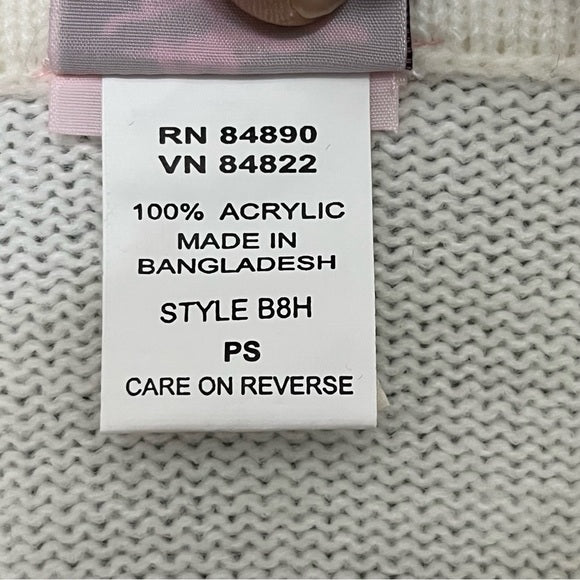 RN 84890
VN 84822
100% ACRYLIC
MADE IN
BANGLADESH
STYLE B8H
PS
CARE ON REVERSE